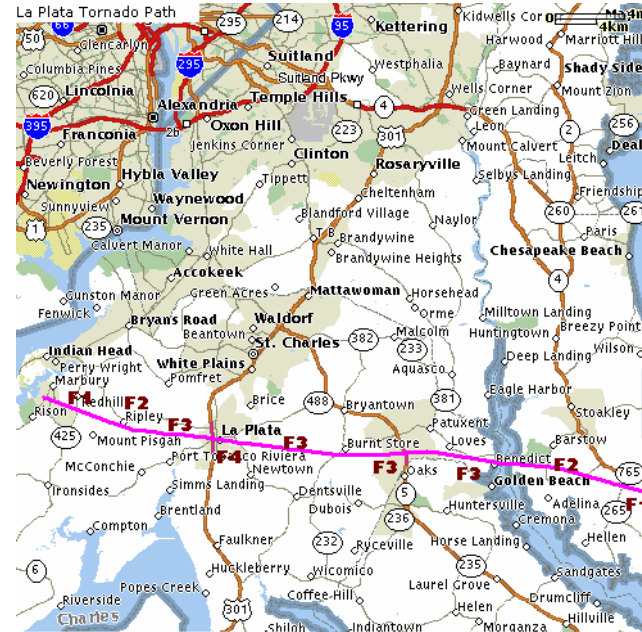 La Plata Tornado Path
66
295
214
Kettering
Kidwells Cor
0
4km
95
Harwood
Marriott Hill
50
Glencarlyn
Suitland
Westphalia
Baynard
Shady Side
Columbia Pines
295
Suitland Pkwy
Wells Corner
Mount Zion
620
Lincolnia
Alexandria
Temple Hills
4
Green Landing
395
2b
Oxon Hill
223
301
Leon
2
256
Franconia
Jenkins Corner
Mount Calvert
Deal
Beverly Forest
Clinton
Rosaryville
Selbys Landing
Leitch
Newington
Hybla Valley
Tippett
Cheltenham
Friendship
Sunnyview
Waynewood
Blandford Village
Naylor
260
261
1
235
Mount Vernon
T B
Brandywine
Paris
Calvert Manor
White Hall
Brandywine Heights
Chesapeake Beach
Accokeek
4
Gunston Manor
Green Acres
Mattawoman
Horsehead
Fenwick
Orme
Milltown Landing
Bryans Road
Waldorf
Malcolm
Huntingtown
Breezy Point
Beantown
382
233
Indian Head
St. Charles
Wilson
Perry Wright
White Plains
Aquasco
Deep Landing
Marbury
Pomfret
Eagle Harbor
Redhill
F1
F2
Brice
488
Bryantown
381
Stoakley
Rison
Ripley
F3
La Plata
Patuxent
425
Mount Pisgah
F3
Burnt Store
Loves
Barstow
McConchie
Port Tobacco Riviera
F4
F3
Oaks
F3
Benedict
F2
765
Newtown
Golden Beach
Ironsides
Simms Landing
Dentsville
5
Adelina
F1
Brentland
Dubois
236
Huntersville
265
Compton
Cremona
Faulkner
232
Ryceville
Horse Landing
Hellen
6
Huckleberry
Wicomico
235
Sandgates
Popes Creek
Coffee Hill
Laurel Grove
Drumcliff
Riverside
301
Helen
Hillville
Charles
Shiloh
Indiantown
Morganza